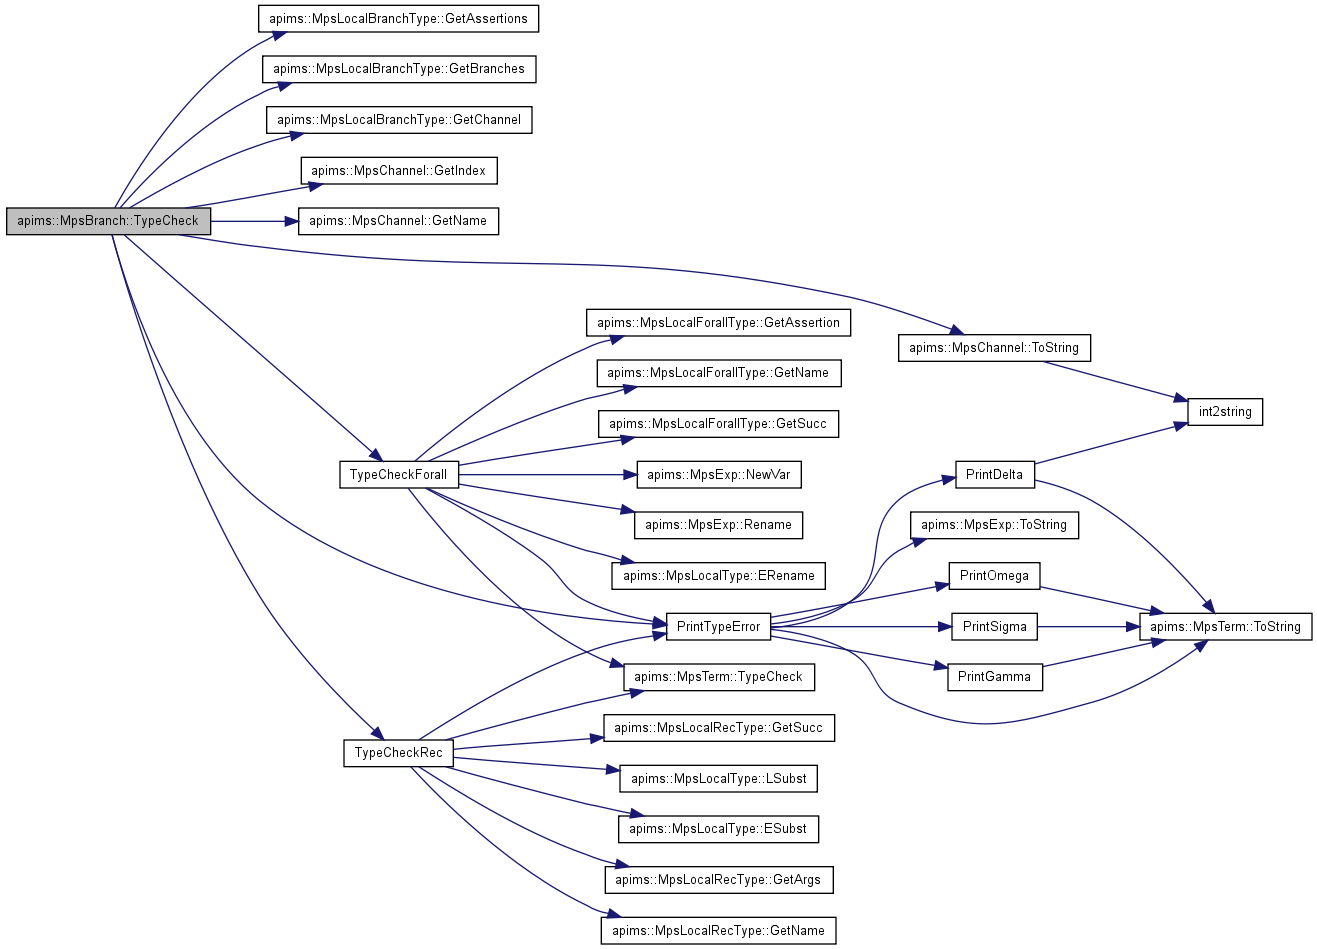 apims::MpsLocalBranchType::GetAssertions
apims::MpsLocalBranchType::GetBranches
apims::MpsLocalBranchType::GetChannel
apims::MpsChannel::GetIndex
apims::MpsBranch::TypeCheck
apims::MpsChannel::GetName
apims::MpsLocalForallType::GetAssertion
apims::MpsChannel::ToString
apims::MpsLocalForallType::GetName
int2string
apims::MpsLocalForallType::GetSucc
TypeCheckForall
apims::MpsExp::NewVar
PrintDelta
apims::MpsExp::Rename
apims::MpsExp::ToString
apims::MpsLocalType::ERename
PrintOmega
PrintTypeError
PrintSigma
apims::MpsTerm::ToString
apims::MpsTerm::TypeCheck
PrintGamma
apims::MpsLocalRecType::GetSucc
TypeCheckRec
apims::MpsLocalType::LSubst
apims::MpsLocalType::ESubst
apims::MpsLocalRecType::GetArgs
apims::MpsLocalRecType::GetName